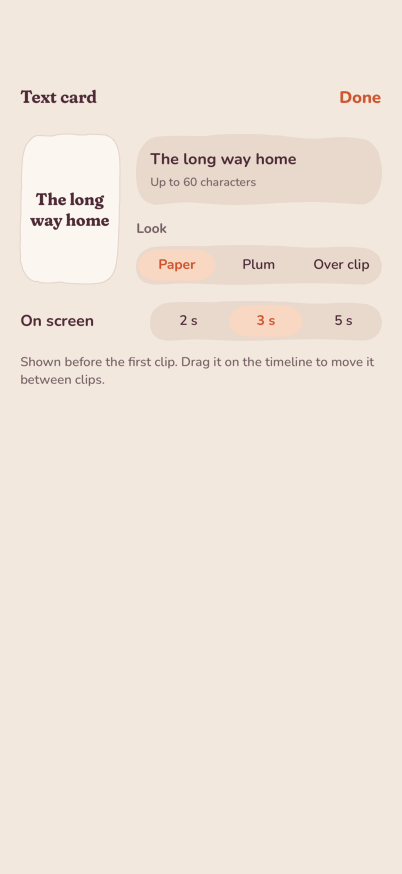 Text card
Done
The long
way home
The long way home
Up to 60 characters
Look
Paper
Plum
Over clip
On screen
2 s
3 s
5 s
Shown before the first clip. Drag it on the timeline to move it
between clips.